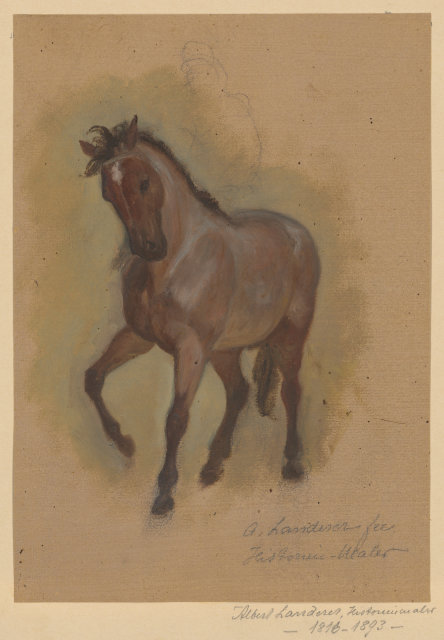 A. Landerer fec.
Historien-Maler
Albert Landerer, Historienmaler
— 1816-1893 —